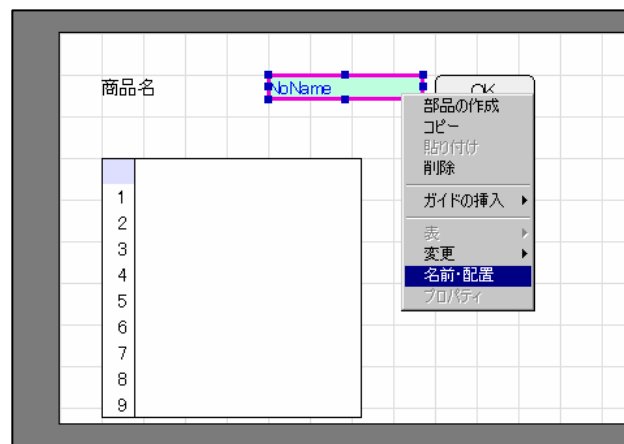 商品名
NoName
OK
部品の作成
コピー
貼り付け
削除
ガイドの挿入
表
変更
名前・配置
プロパティ
1
2
3
4
5
6
7
8
9